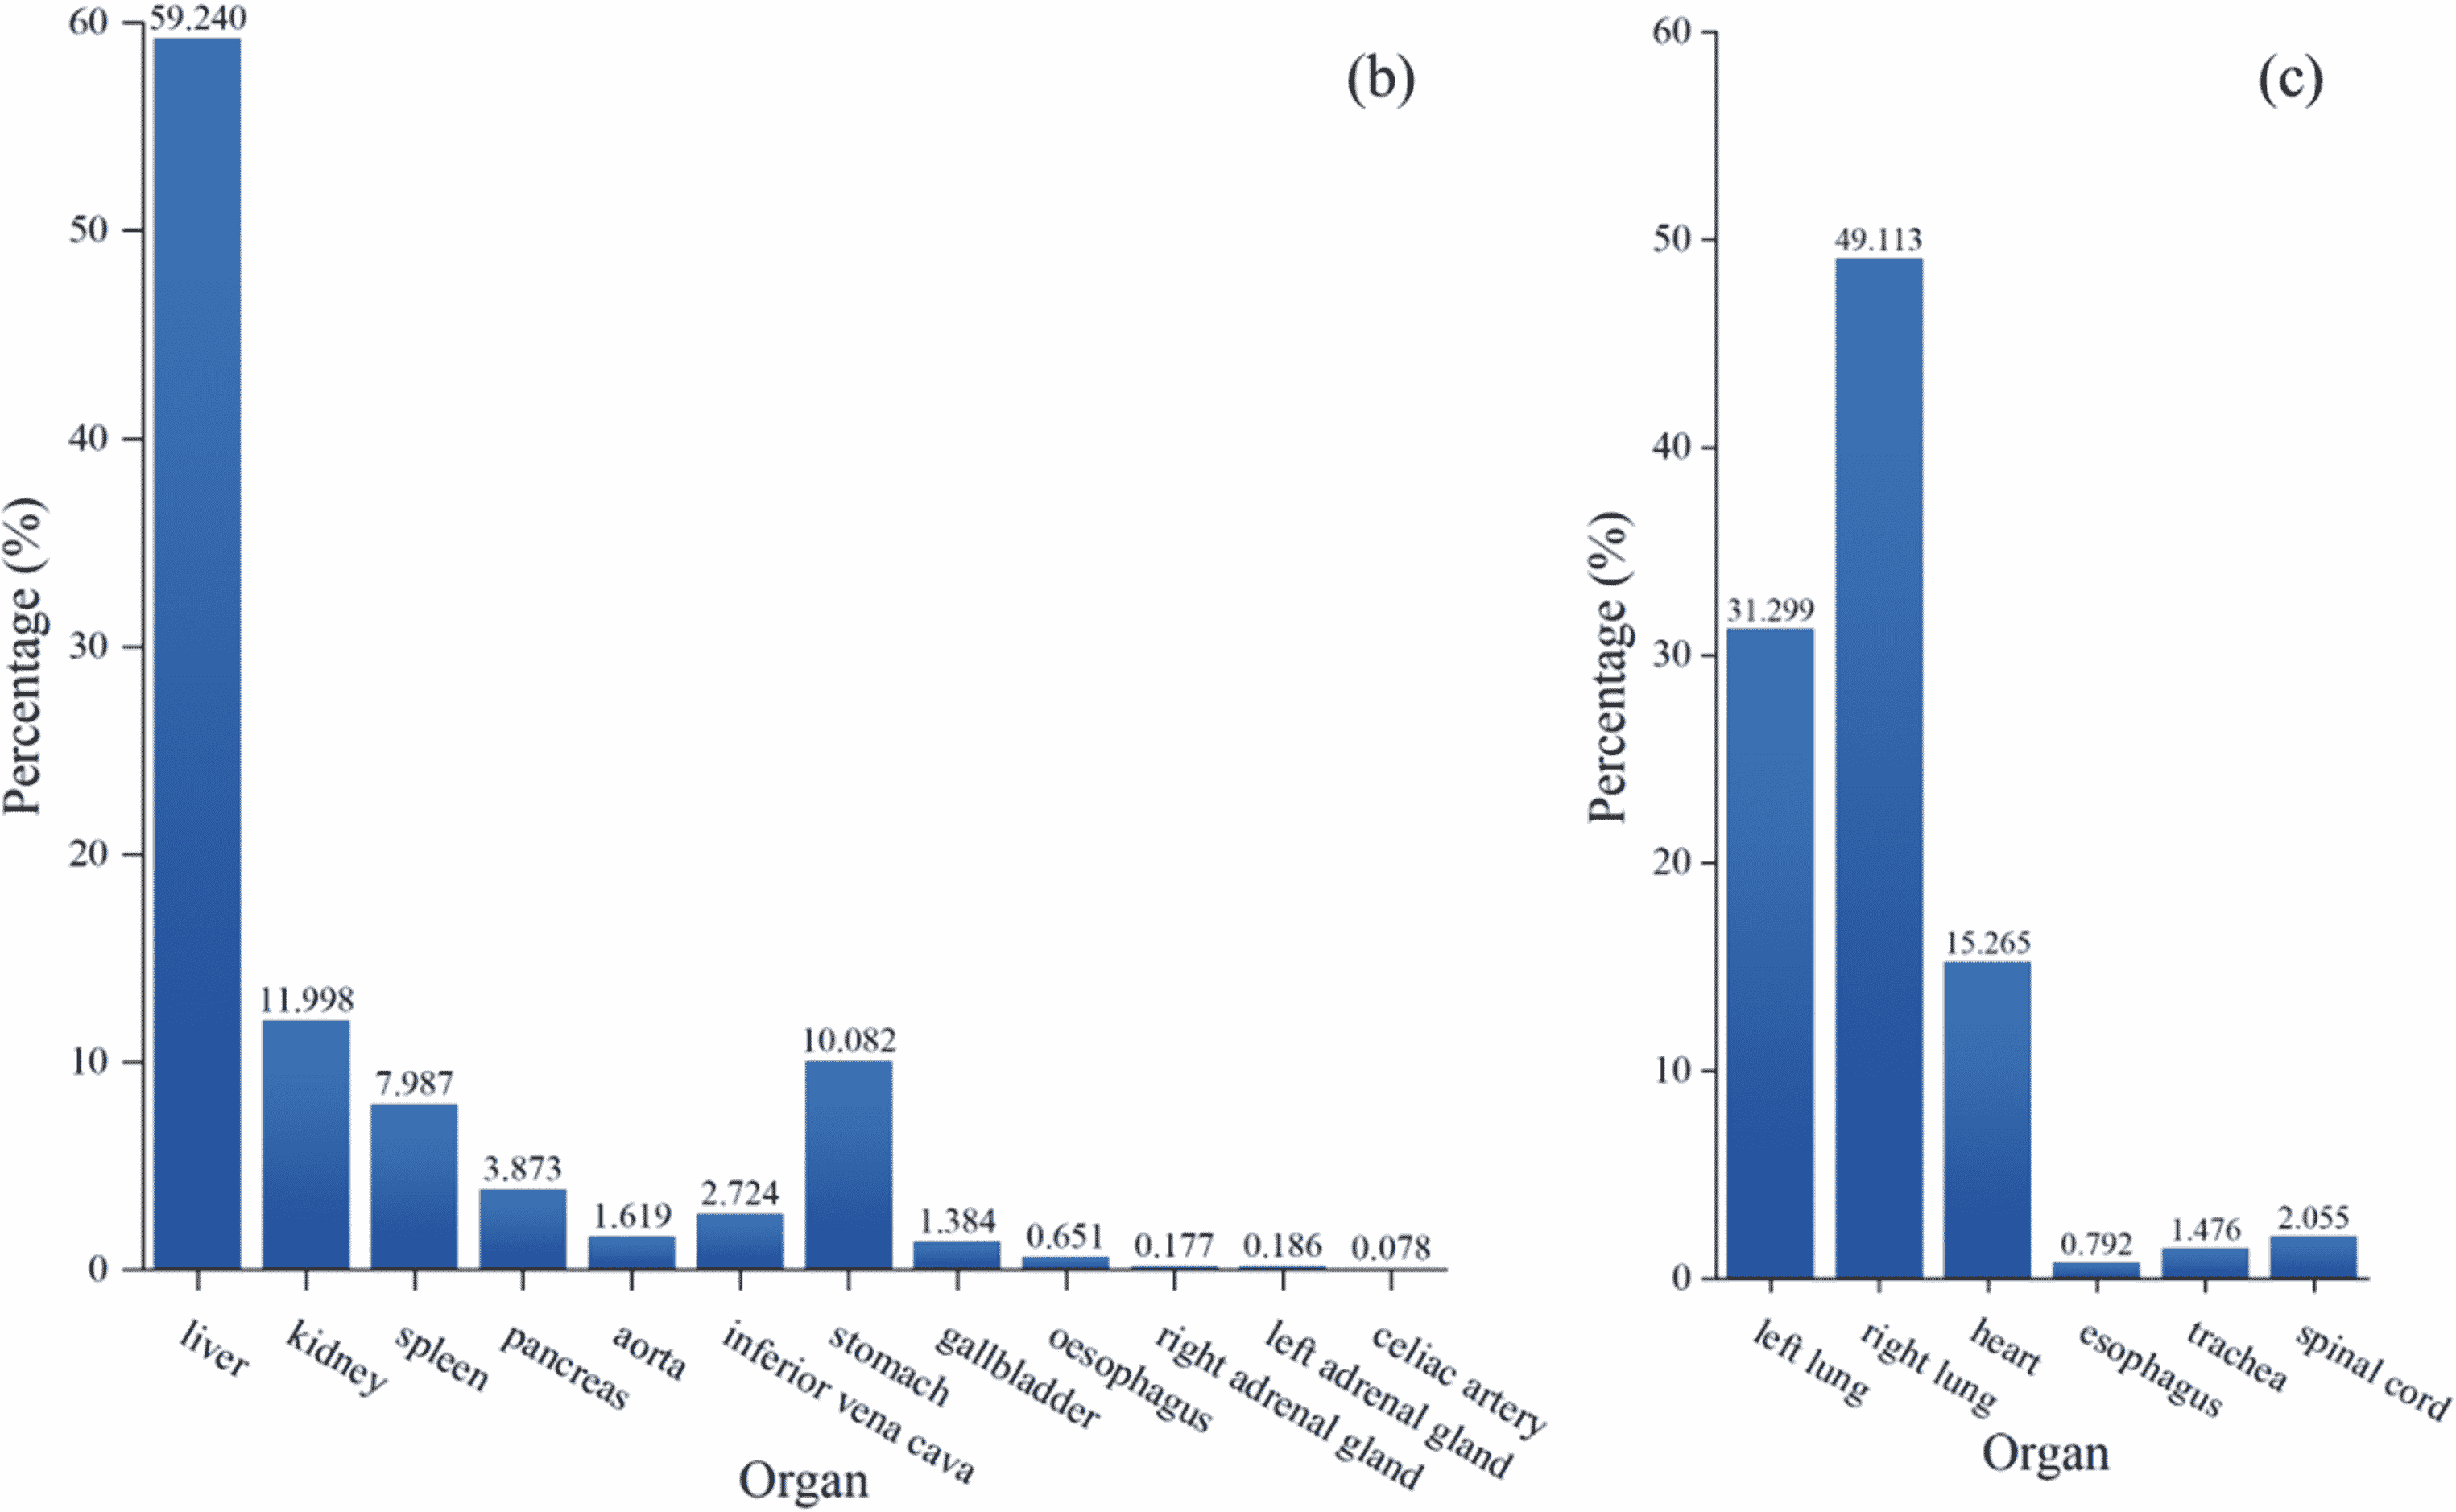 (b)
Percentage (%)
60
50
40
30
20
10
0
59.240
11.998
7.987
3.873
1.619
2.724
10.082
1.384
0.651
0.177
0.186
0.078
liver
kidney
spleen
pancreas
aorta
inferior vena cava
stomach
gallbladder
oesophagus
right adrenal gland
left adrenal gland
celiac artery
Organ
(c)
Percentage (%)
60
50
40
30
20
10
0
31.299
49.113
15.265
0.792
1.476
2.055
left lung
right lung
heart
esophagus
trachea
spinal cord
Organ